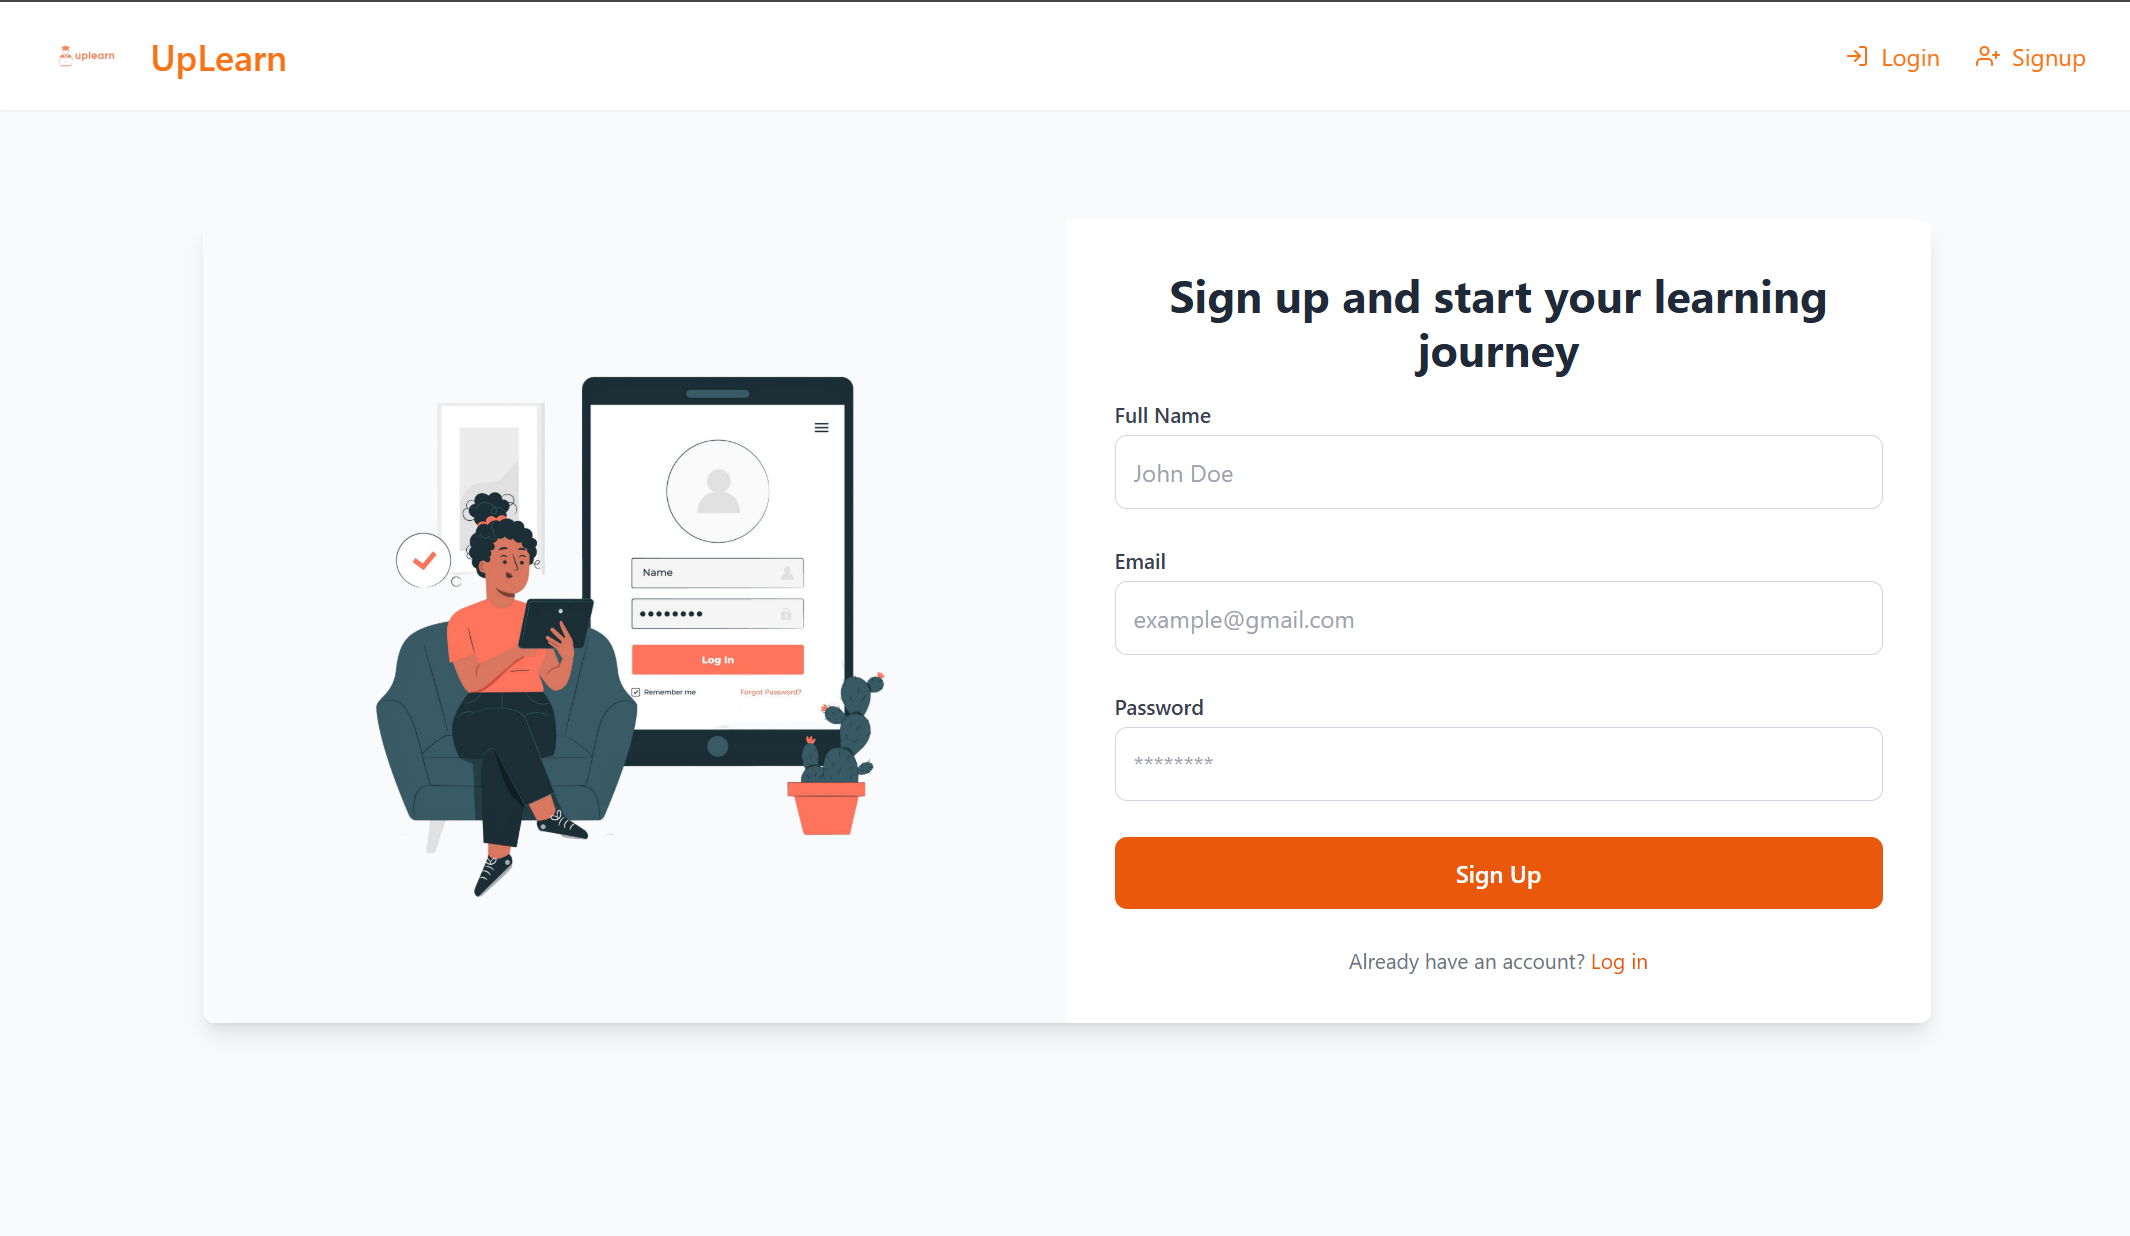 uplearn
UpLearn
Login
Signup
Name
Log In
Remember me
Forgot Password?
Sign up and start your learning
journey
Full Name
John Doe
Email
example@gmail.com
Password
********
Sign Up
Already have an account? Log in